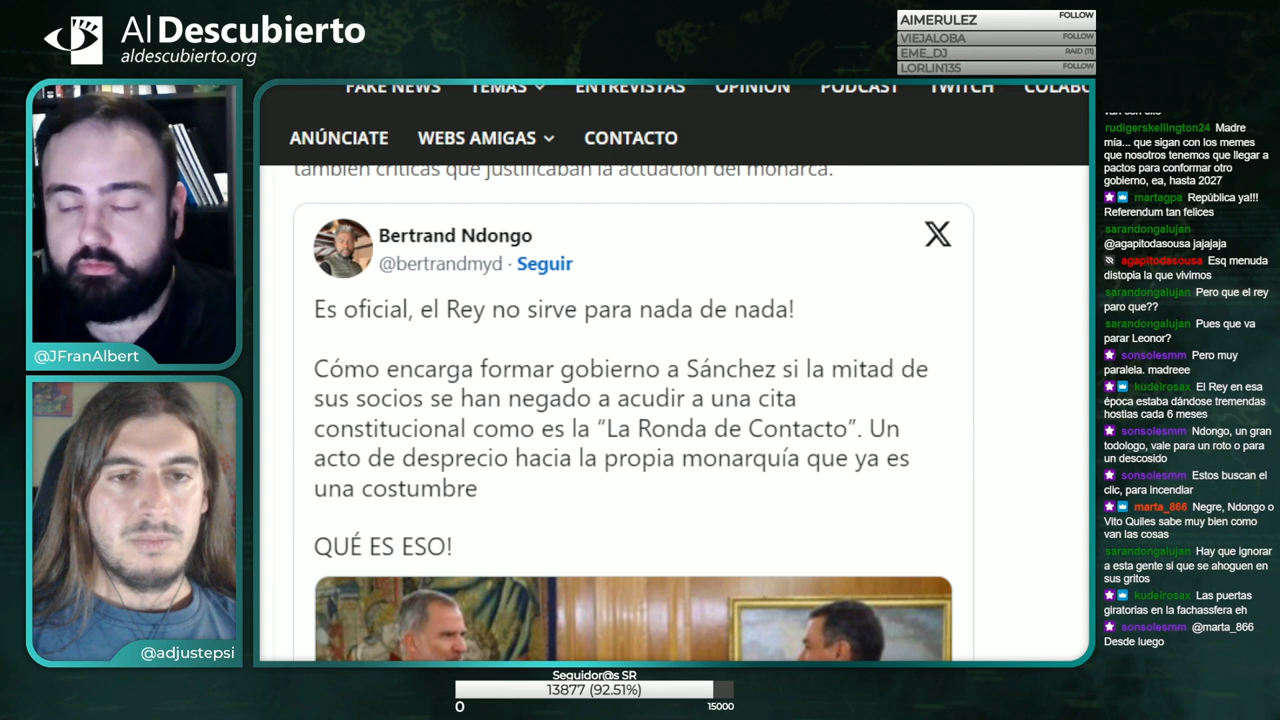 Al Descubierto
aldescubierto.org
AIMERULEZ FOLLOW
VIEJALOBA FOLLOW
EME_DJ RAID (11)
LORLIN135 FOLLOW
FAKE NEWS TEMAS ENTREVISTAS OPINIÓN PODCAST TWITCH COLABO
ANÚNCIATE WEBS AMIGAS CONTACTO
también críticas que justificaban la actuación del monarca.
Bertrand Ndongo
@bertrandmyd · Seguir
Es oficial, el Rey no sirve para nada de nada!
Cómo encarga formar gobierno a Sánchez si la mitad de
sus socios se han negado a acudir a una cita
constitucional como es la “La Ronda de Contacto”. Un
acto de desprecio hacia la propia monarquía que ya es
una costumbre
QUÉ ES ESO!
@JFranAlbert
@adjustepsi
van con ello
rudigerskellington24 Madre
mía... que sigan con los memes
que nosotros tenemos que llegar a
pactos para conformar otro
gobierno, ea, hasta 2027
martagpa República ya!!!
Referendum tan felices
sarandongalujan
@agapitodasousa jajajaja
agapitodasousa Esq menuda
distopía la que vivimos
sarandongalujan Pero que el rey
paro que??
sarandongalujan Pues que va
parar Leonor?
sonsolesmm Pero muy
paralela. madreee
kudeirosax El Rey en esa
época estaba dándose tremendas
hostias cada 6 meses
sonsolesmm Ndongo, un gran
todologo, vale para un roto o para
un descosido
sonsolesmm Estos buscan el
clic, para incendiar
marta_866 Negre, Ndongo o
Vito Quiles sabe muy bien como
van las cosas
sarandongalujan Hay que ignorar
a esta gente si que se ahoguen en
sus gritos
kudeirosax Las puertas
giratorias en la fachassfera eh
sonsolesmm @marta_866
Desde luego
Seguidor@s SR
13877 (92.51%)
0 15000